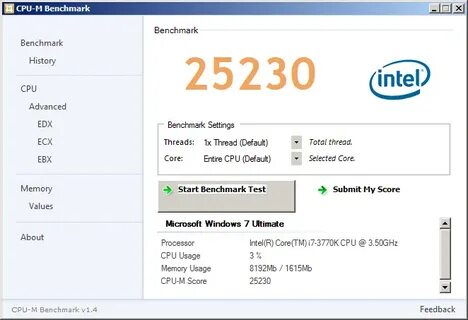 CPU-M Benchmark
Benchmark
History
CPU
Advanced
EDX
ECX
EBX
Memory
Values
About
Benchmark
25230
intel
Benchmark Settings
Threads: 1x Thread (Default) Total thread.
Core: Entire CPU (Default) Selected Core.
Start Benchmark Test Submit My Score
Microsoft Windows 7 Ultimate
Processor Intel(R) Core(TM) i7-3770K CPU @ 3.50GHz
CPU Usage 3 %
Memory Usage 8192Mb / 1615Mb
CPU-M Score 25230
CPU-M Benchmark v1.4 Feedback